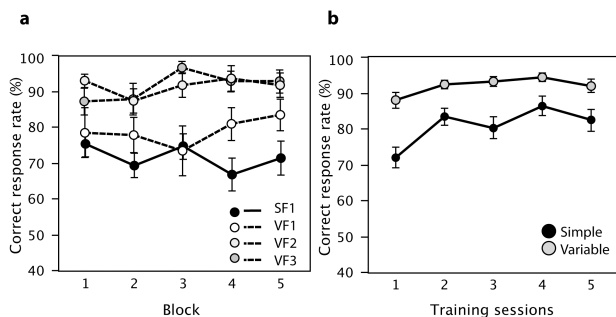 a
Correct response rate (%)
100
90
80
70
60
50
40
1 2 3 4 5
Block
SF1
VF1
VF2
VF3
b
Correct response rate (%)
100
90
80
70
60
50
40
1 2 3 4 5
Training sessions
Simple
Variable